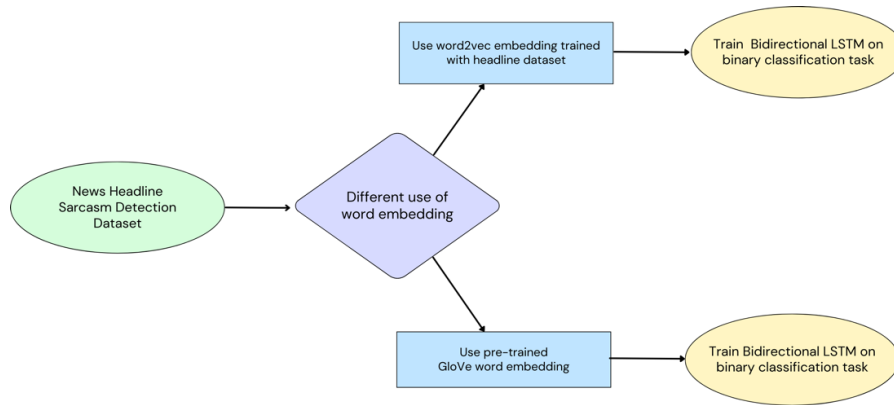 Use word2vec embedding trained
with headline dataset
Train Bidirectional LSTM on
binary classification task
News Headline
Sarcasm Detection
Dataset
Different use of
word embedding
Use pre-trained
GloVe word embedding
Train Bidirectional LSTM on
binary classification task